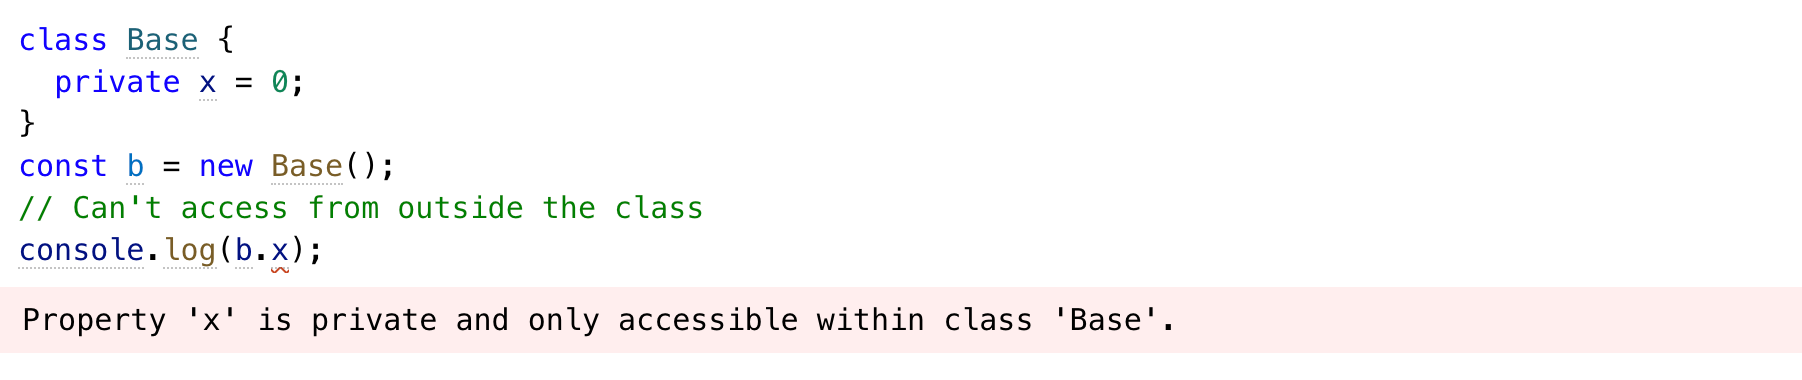 class Base {
  private x = 0;
}
const b = new Base();
// Can't access from outside the class
console.log(b.x);
Property 'x' is private and only accessible within class 'Base'.